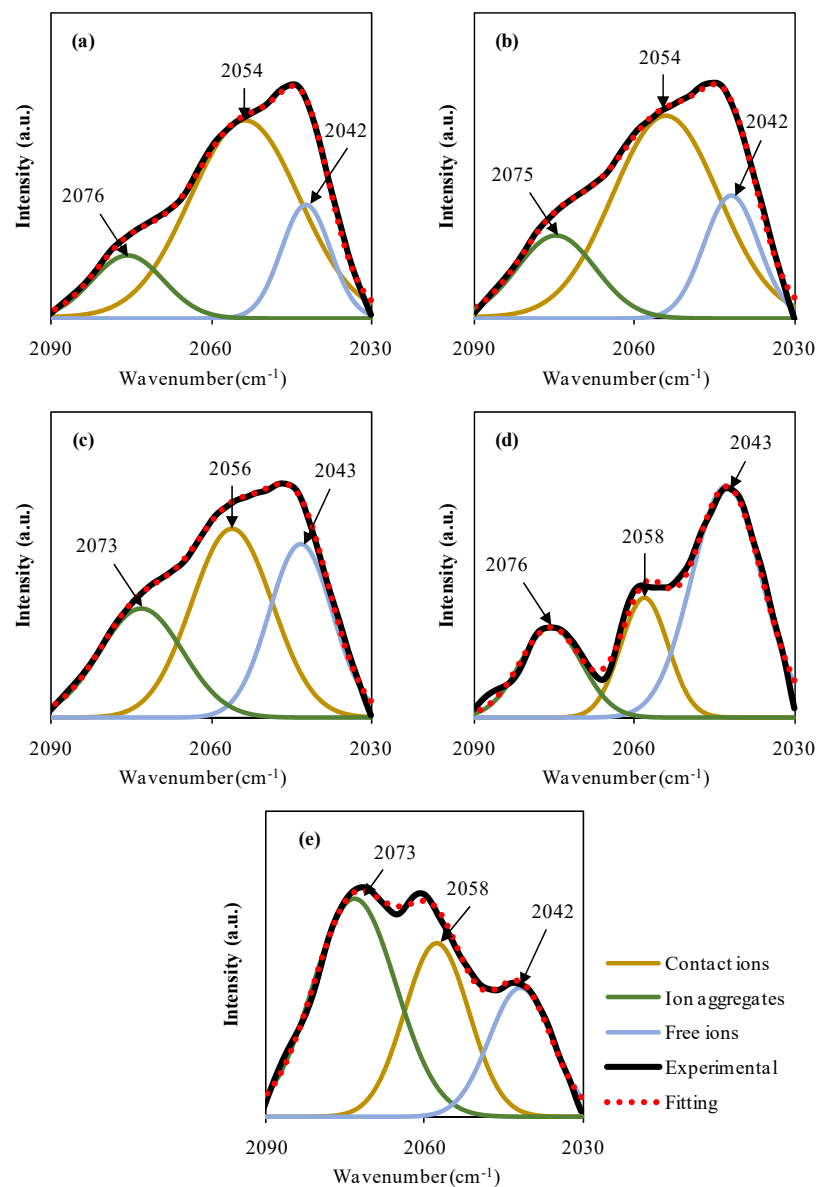 (a)
2054
2042
2076
Intensity (a.u.)
2090 2060 2030
Wavenumber (cm⁻¹)
(b)
2054
2042
2075
Intensity (a.u.)
2090 2060 2030
Wavenumber (cm⁻¹)
(c)
2056
2043
2073
Intensity (a.u.)
2090 2060 2030
Wavenumber (cm⁻¹)
(d)
2043
2058
2076
Intensity (a.u.)
2090 2060 2030
Wavenumber (cm⁻¹)
(e)
2073
2058
2042
Intensity (a.u.)
2090 2060 2030
Wavenumber (cm⁻¹)
Contact ions
Ion aggregates
Free ions
Experimental
Fitting